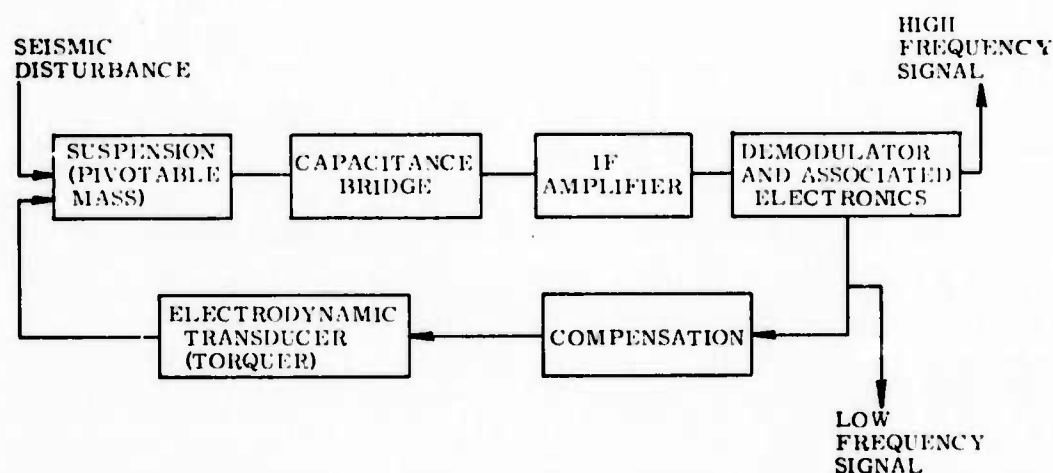 SEISMIC
DISTURBANCE
HIGH
FREQUENCY
SIGNAL
SUSPENSION
(PIVOTABLE
MASS)
CAPACITANCE
BRIDGE
IF
AMPLIFIER
DEMODULATOR
AND ASSOCIATED
ELECTRONICS
ELECTRODYNAMIC
TRANSDUCER
(TORQUER)
COMPENSATION
LOW
FREQUENCY
SIGNAL